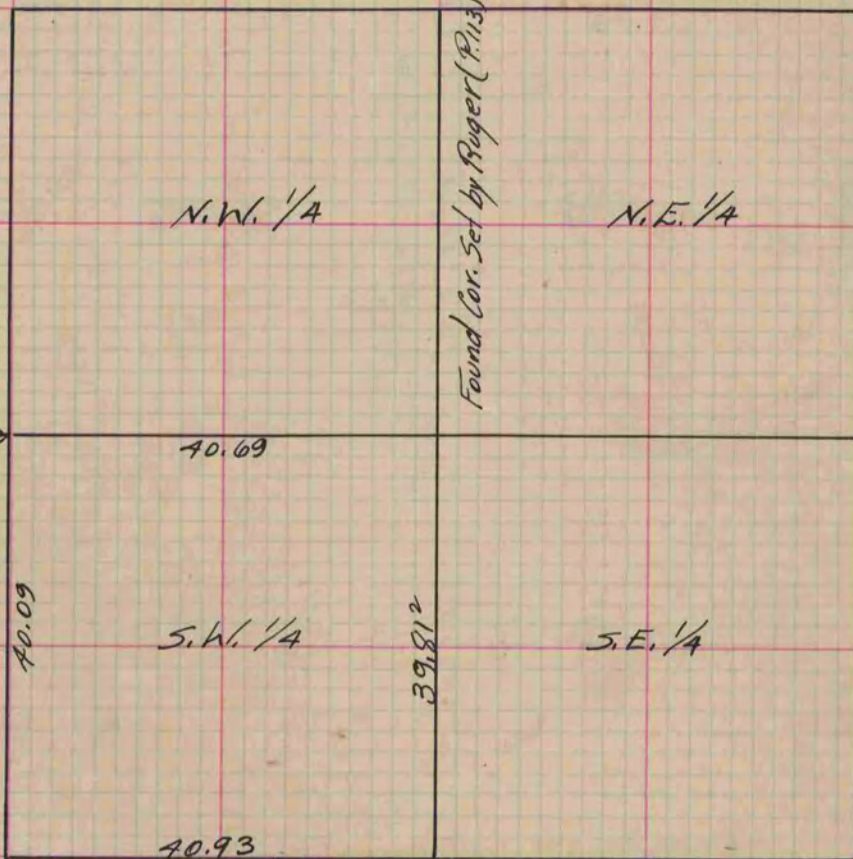 N.W. 1/4
Found Cor. Set by Ruger (P.113)
N.E. 1/4
40.69
40.09
S.W. 1/4
39.81²
S.E. 1/4
40.93